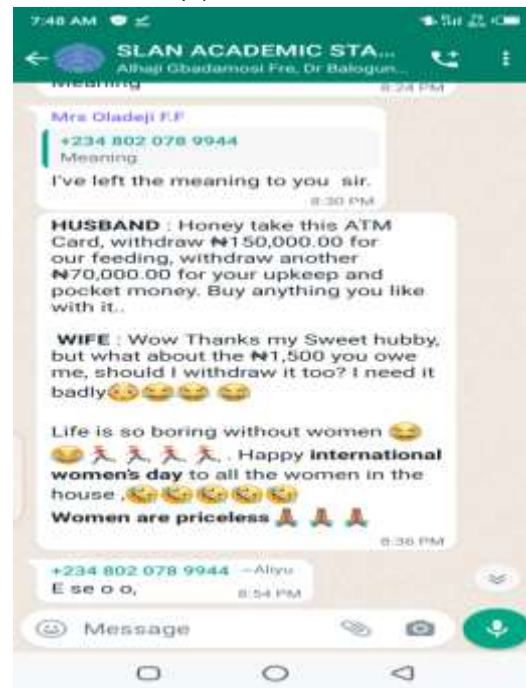 7:48 AM
SLAN ACADEMIC STA...
Alhaji Gbadamosi Fre, Dr Balogun...
Meaning
8:24 PM
Mrs Oladeji F.F
+234 802 078 9944
Meaning
I've left the meaning to you sir.
8:30 PM
HUSBAND : Honey take this ATM
Card, withdraw ₦150,000.00 for
our feeding, withdraw another
₦70,000.00 for your upkeep and
pocket money. Buy anything you like
with it..
WIFE : Wow Thanks my Sweet hubby,
but what about the ₦1,500 you owe
me, should I withdraw it too? I need it
badly😳😂😂 😂
Life is so boring without women 😂
😂🏃🏃🏃🏃. Happy international
women's day to all the women in the
house ,🤣🤣🤣🤣🤣
Women are priceless🙏🙏🙏
8:36 PM
+234 802 078 9944 ~Aliyu
E se o o,
8:54 PM
Message